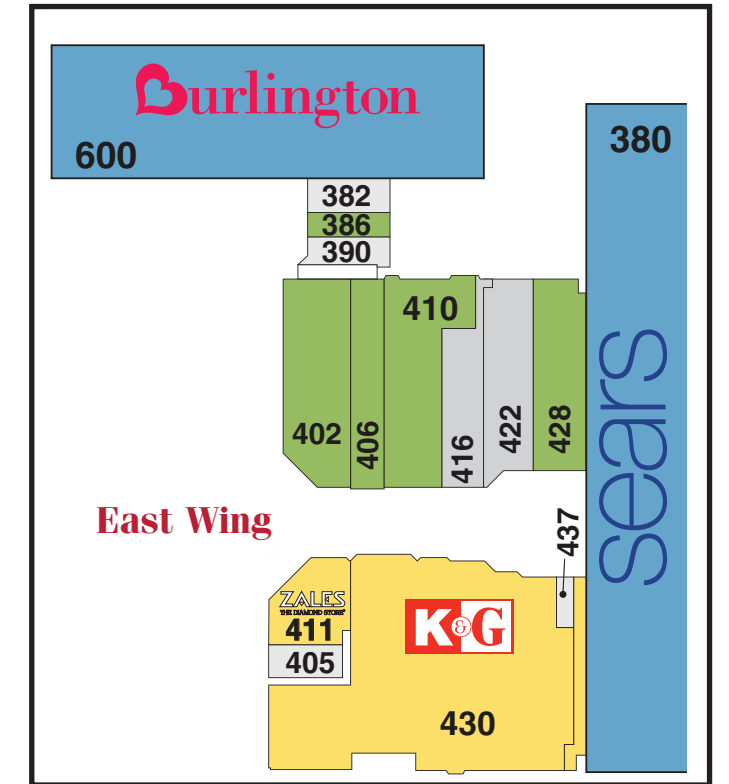 Burlington
600
380
382
386
390
410
402
406
416
422
428
sears
East Wing
437
ZALES
THE DIAMOND STORE®
411
405
K&G
430